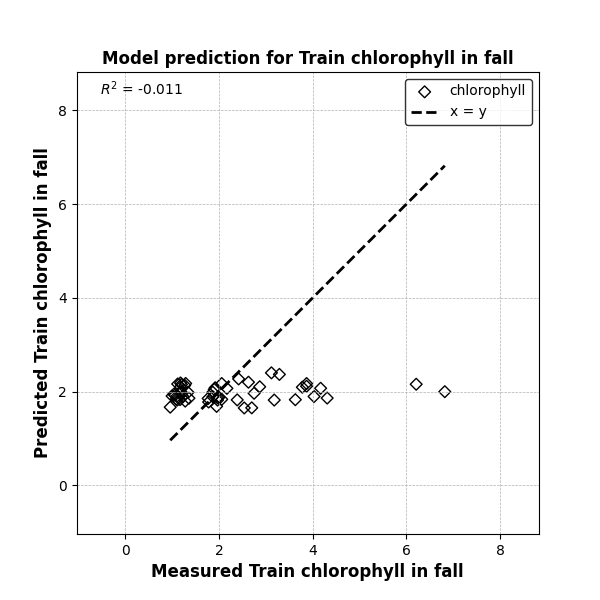 Model prediction for Train chlorophyll in fall
R² = -0.011
chlorophyll
x = y
8
6
4
2
0
Predicted Train chlorophyll in fall
0 2 4 6 8
Measured Train chlorophyll in fall